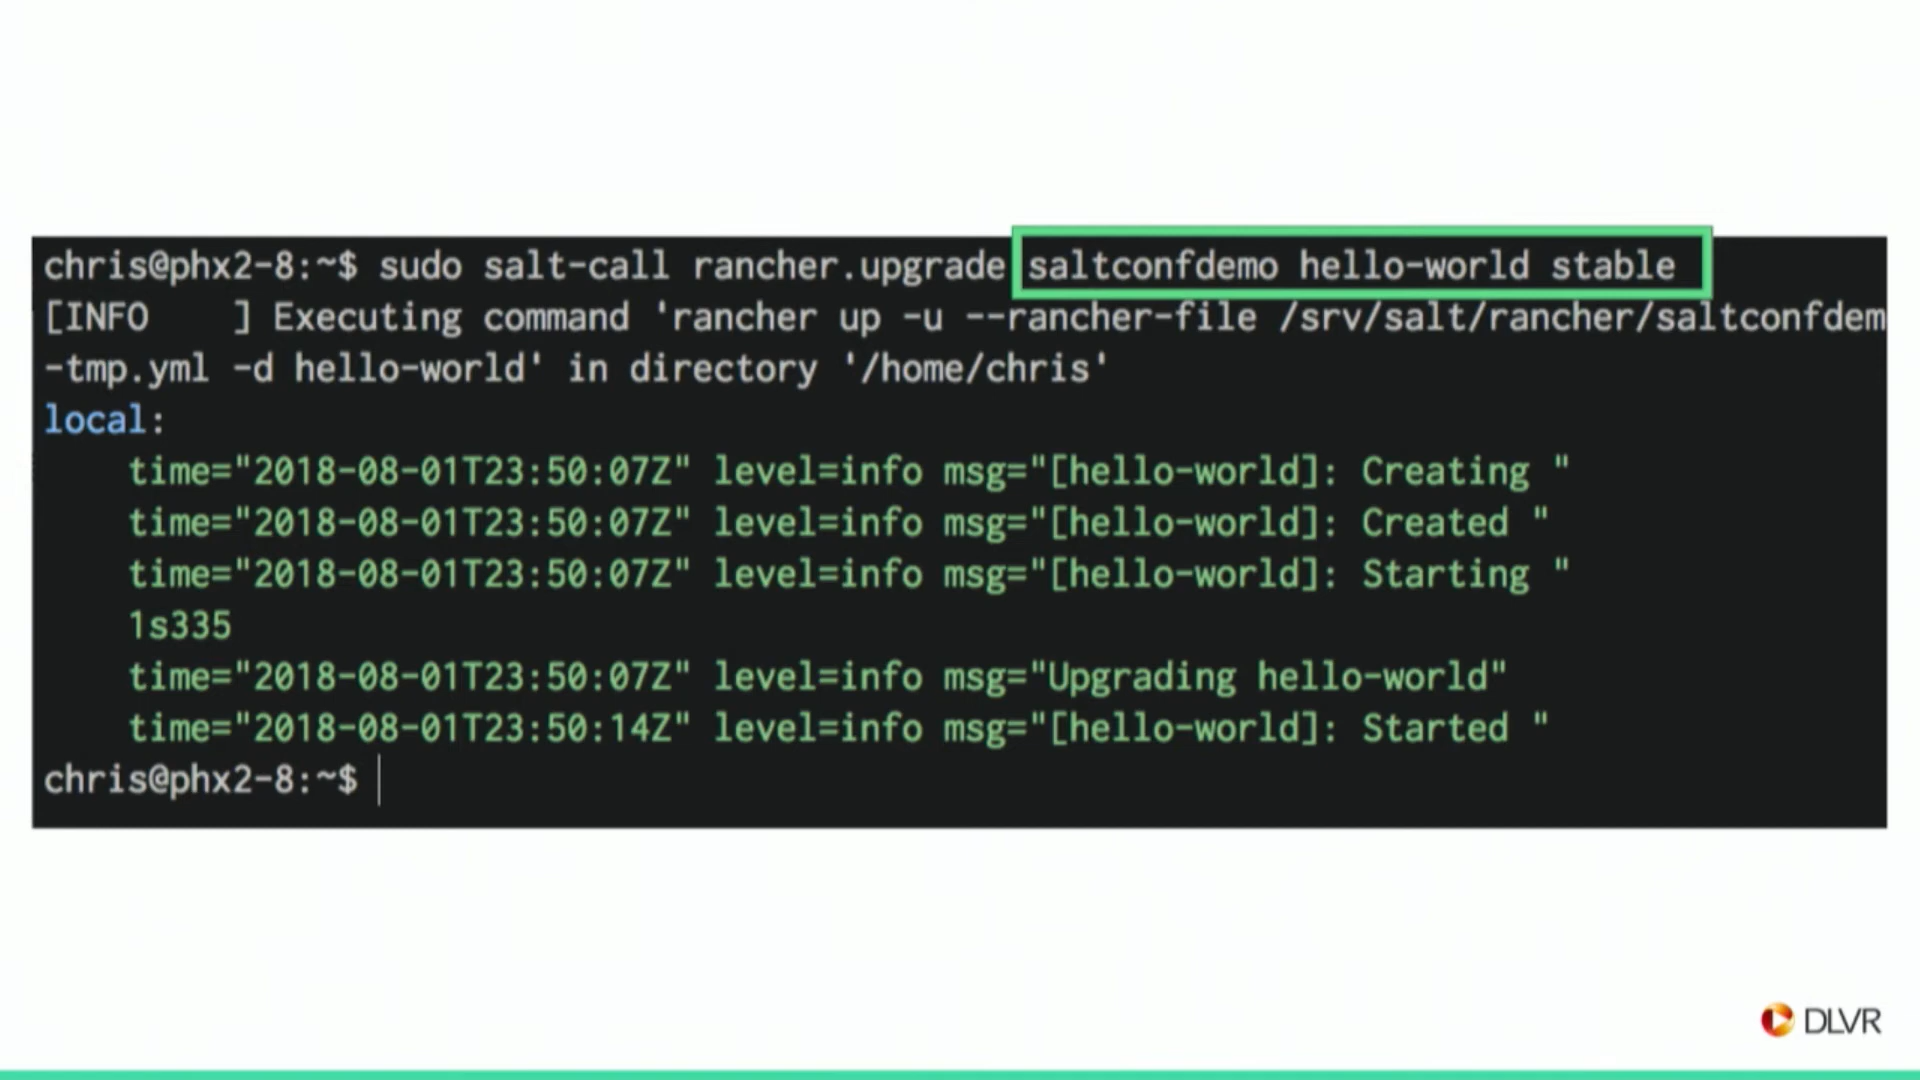 chris@phx2-8:~$ sudo salt-call rancher.upgrade saltconfdemo hello-world stable
[INFO    ] Executing command 'rancher up -u --rancher-file /srv/salt/rancher/saltconfdem
-tmp.yml -d hello-world' in directory '/home/chris'
local:
    time="2018-08-01T23:50:07Z" level=info msg="[hello-world]: Creating "
    time="2018-08-01T23:50:07Z" level=info msg="[hello-world]: Created "
    time="2018-08-01T23:50:07Z" level=info msg="[hello-world]: Starting "
    1s335
    time="2018-08-01T23:50:07Z" level=info msg="Upgrading hello-world"
    time="2018-08-01T23:50:14Z" level=info msg="[hello-world]: Started "
chris@phx2-8:~$
DLVR